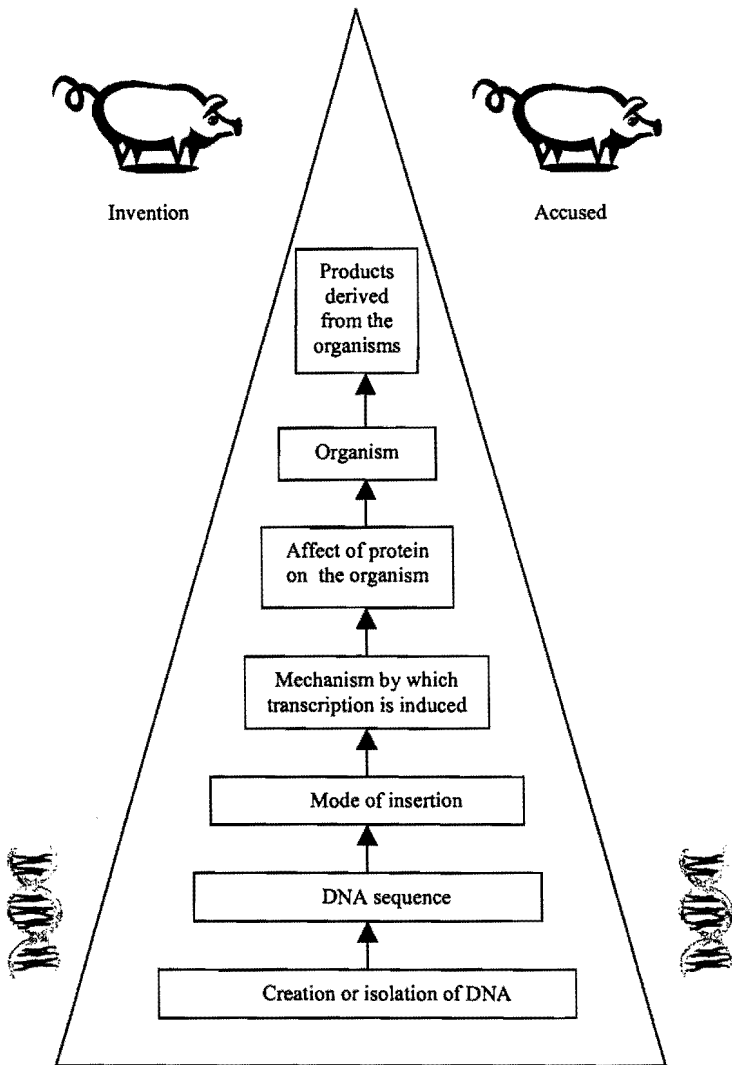 Invention
Accused
Products
derived
from the
organisms
Organism
Affect of protein
on the organism
Mechanism by which
transcription is induced
Mode of insertion
DNA sequence
Creation or isolation of DNA